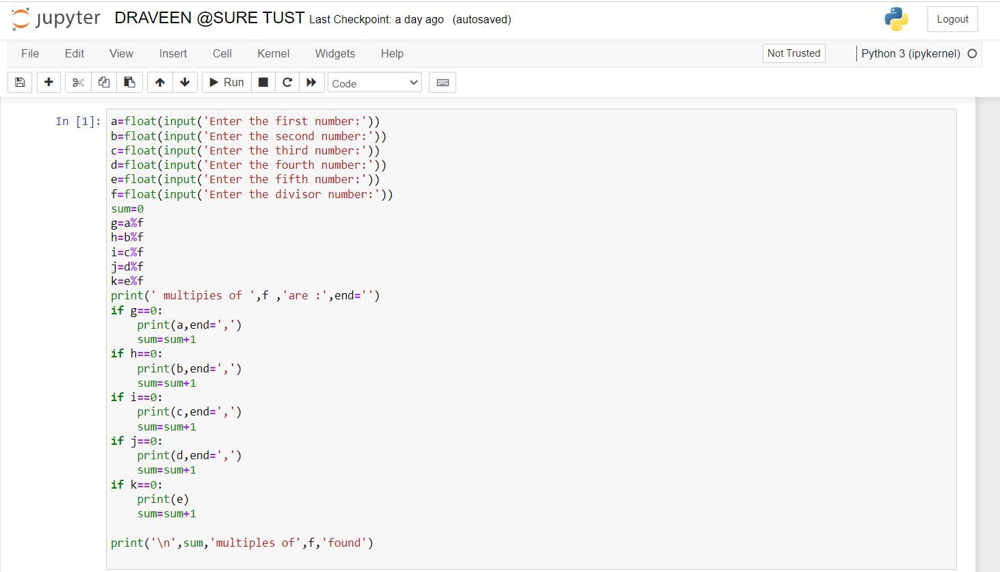 jupyter DRAVEEN @SURE TUST Last Checkpoint: a day ago (autosaved) Logout
File Edit View Insert Cell Kernel Widgets Help Not Trusted Python 3 (ipykernel)
Run Code
In [1]: a=float(input('Enter the first number:'))
b=float(input('Enter the second number:'))
c=float(input('Enter the third number:'))
d=float(input('Enter the fourth number:'))
e=float(input('Enter the fifth number:'))
f=float(input('Enter the divisor number:'))
sum=0
g=a%f
h=b%f
i=c%f
j=d%f
k=e%f
print(' multipies of ',f ,'are :',end='')
if g==0:
    print(a,end=',')
    sum=sum+1
if h==0:
    print(b,end=',')
    sum=sum+1
if i==0:
    print(c,end=',')
    sum=sum+1
if j==0:
    print(d,end=',')
    sum=sum+1
if k==0:
    print(e)
    sum=sum+1
print('\n',sum,'multiples of',f,'found')